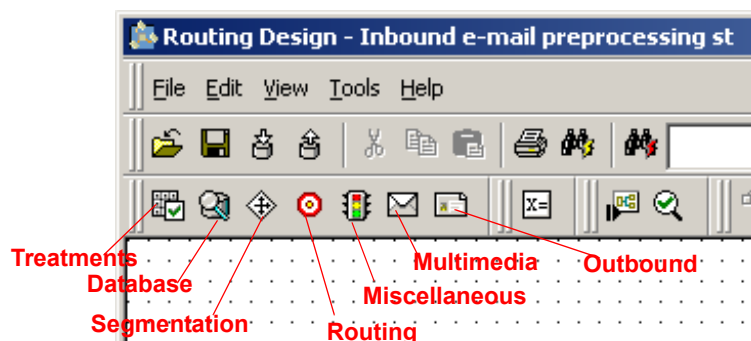 Routing Design - Inbound e-mail preprocessing st
File Edit View Tools Help
X=
Treatments
Multimedia
Outbound
Database
Miscellaneous
Segmentation
Routing